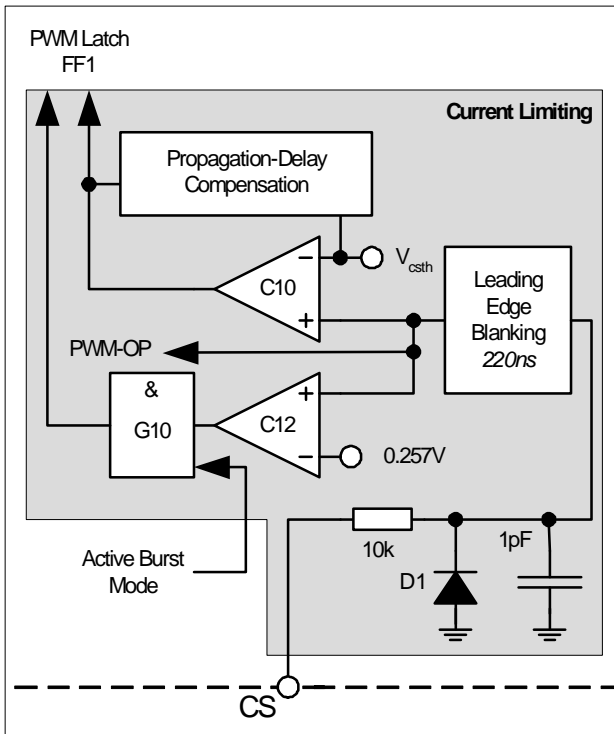 PWM Latch
FF1
Current Limiting
Propagation-Delay
Compensation
−
Vcsth
C10
+
Leading
Edge
Blanking
220ns
PWM-OP
&
G10
+
C12
−
0.257V
10k
1pF
D1
Active Burst
Mode
CS